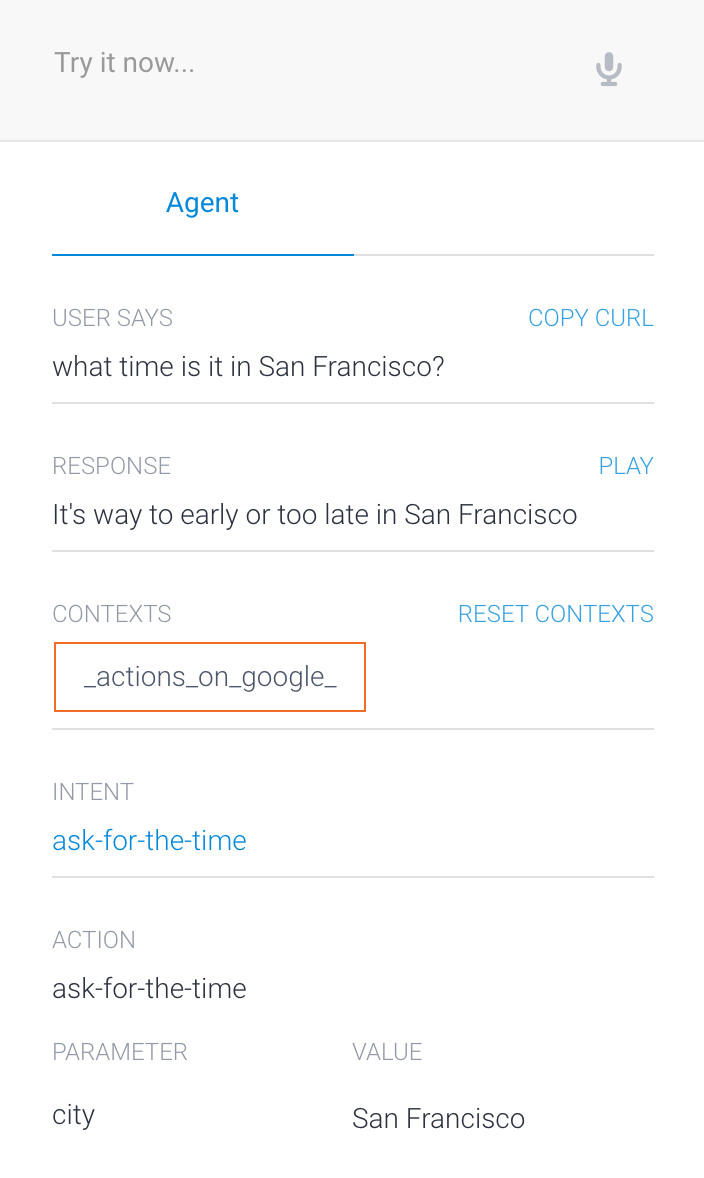 Try it now...
Agent
USER SAYS COPY CURL
what time is it in San Francisco?
RESPONSE PLAY
It's way to early or too late in San Francisco
CONTEXTS RESET CONTEXTS
_actions_on_google_
INTENT
ask-for-the-time
ACTION
ask-for-the-time
PARAMETER VALUE
city San Francisco